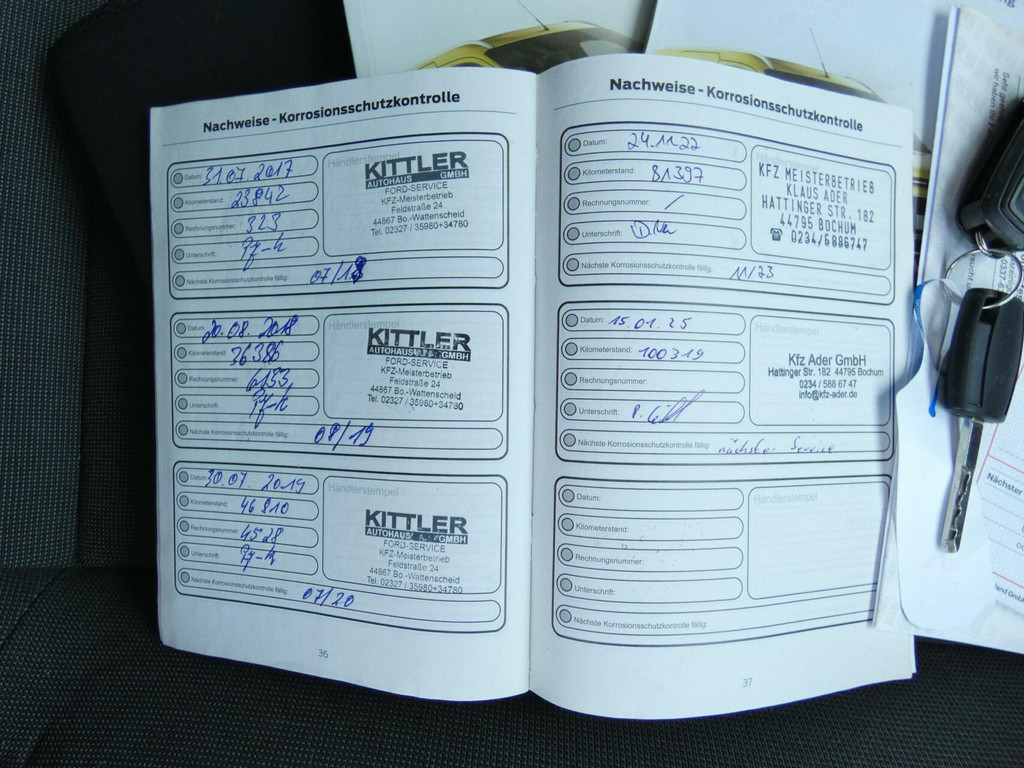 Nachweise - Korrosionsschutzkontrolle
Datum: 31.07.2017
Kilometerstand: 23842
Rechnungsnummer: 323
Unterschrift:
Nächste Korrosionsschutzkontrolle fällig: 07/18
Händlerstempel
KITTLER
AUTOHAUS GMBH
FORD-SERVICE
KFZ-Meisterbetrieb
Feldstraße 24
44867 Bo.-Wattenscheid
Tel. 02327 / 35980+34780
Datum: 20.08.2018
Kilometerstand: 36386
Rechnungsnummer: 6133
Unterschrift:
Nächste Korrosionsschutzkontrolle fällig: 08/19
Händlerstempel
KITTLER
AUTOHAUS GMBH
FORD-SERVICE
KFZ-Meisterbetrieb
Feldstraße 24
44867 Bo.-Wattenscheid
Tel. 02327 / 35980+34780
Datum: 30.07.2019
Kilometerstand: 46810
Rechnungsnummer: 4528
Unterschrift:
Nächste Korrosionsschutzkontrolle fällig: 07/20
Händlerstempel
KITTLER
AUTOHAUS GMBH
FORD-SERVICE
KFZ-Meisterbetrieb
Feldstraße 24
44867 Bo.-Wattenscheid
Tel. 02327 / 35980+34780
36
Nachweise - Korrosionsschutzkontrolle
Datum: 24.11.22
Kilometerstand: 81397
Rechnungsnummer: /
Unterschrift:
Nächste Korrosionsschutzkontrolle fällig: 11/23
Händlerstempel
KFZ MEISTERBETRIEB
KLAUS ADER
HATTINGER STR. 182
44795 BOCHUM
☎ 0234/5886747
Datum: 15.01.25
Kilometerstand: 100319
Rechnungsnummer:
Unterschrift:
Nächste Korrosionsschutzkontrolle fällig: nächster Service
Händlerstempel
Kfz Ader GmbH
Hattinger Str. 182 44795 Bochum
0234 / 588 67 47
info@kfz-ader.de
Datum:
Kilometerstand:
Rechnungsnummer:
Unterschrift:
Nächste Korrosionsschutzkontrolle fällig:
Händlerstempel
37
Nächster